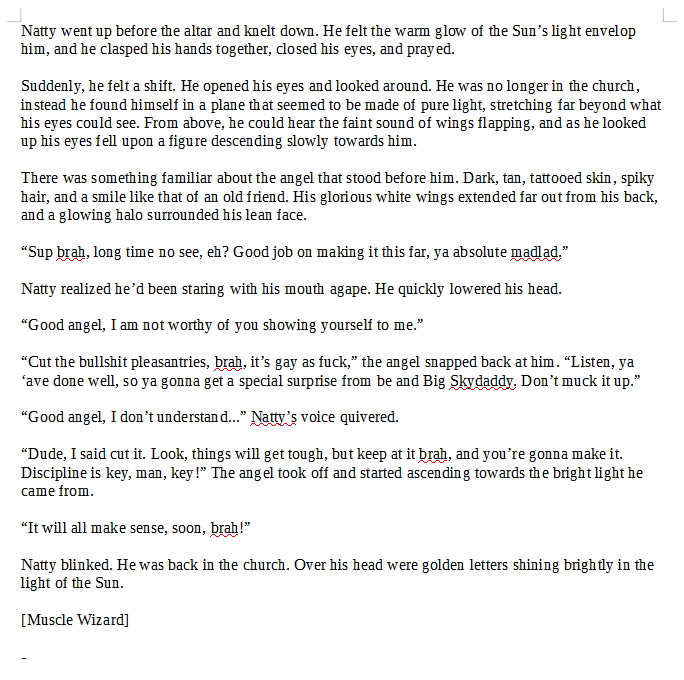 Natty went up before the altar and knelt down. He felt the warm glow of the Sun’s light envelop
him, and he clasped his hands together, closed his eyes, and prayed.
Suddenly, he felt a shift. He opened his eyes and looked around. He was no longer in the church,
instead he found himself in a plane that seemed to be made of pure light, stretching far beyond what
his eyes could see. From above, he could hear the faint sound of wings flapping, and as he looked
up his eyes fell upon a figure descending slowly towards him.
There was something familiar about the angel that stood before him. Dark, tan, tattooed skin, spiky
hair, and a smile like that of an old friend. His glorious white wings extended far out from his back,
and a glowing halo surrounded his lean face.
“Sup brah, long time no see, eh? Good job on making it this far, ya absolute madlad.”
Natty realized he’d been staring with his mouth agape. He quickly lowered his head.
“Good angel, I am not worthy of you showing yourself to me.”
“Cut the bullshit pleasantries, brah, it’s gay as fuck,” the angel snapped back at him. “Listen, ya
‘ave done well, so ya gonna get a special surprise from be and Big Skydaddy. Don’t muck it up.”
“Good angel, I don’t understand...” Natty’s voice quivered.
“Dude, I said cut it. Look, things will get tough, but keep at it brah, and you’re gonna make it.
Discipline is key, man, key!” The angel took off and started ascending towards the bright light he
came from.
“It will all make sense, soon, brah!”
Natty blinked. He was back in the church. Over his head were golden letters shining brightly in the
light of the Sun.
[Muscle Wizard]
-